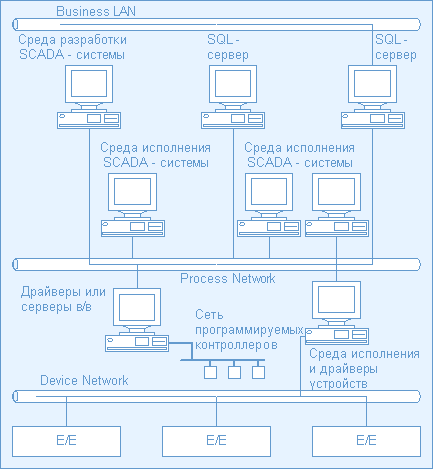 Business LAN
Среда разработки
SCADA - системы
SQL -
сервер
SQL -
сервер
Среда исполнения
SCADA - системы
Среда исполнения
SCADA - системы
Process Network
Драйверы или
серверы в/в
Сеть
программируемых
контроллеров
Среда исполнения
и драйверы
устройств
Device Network
E/E
E/E
E/E